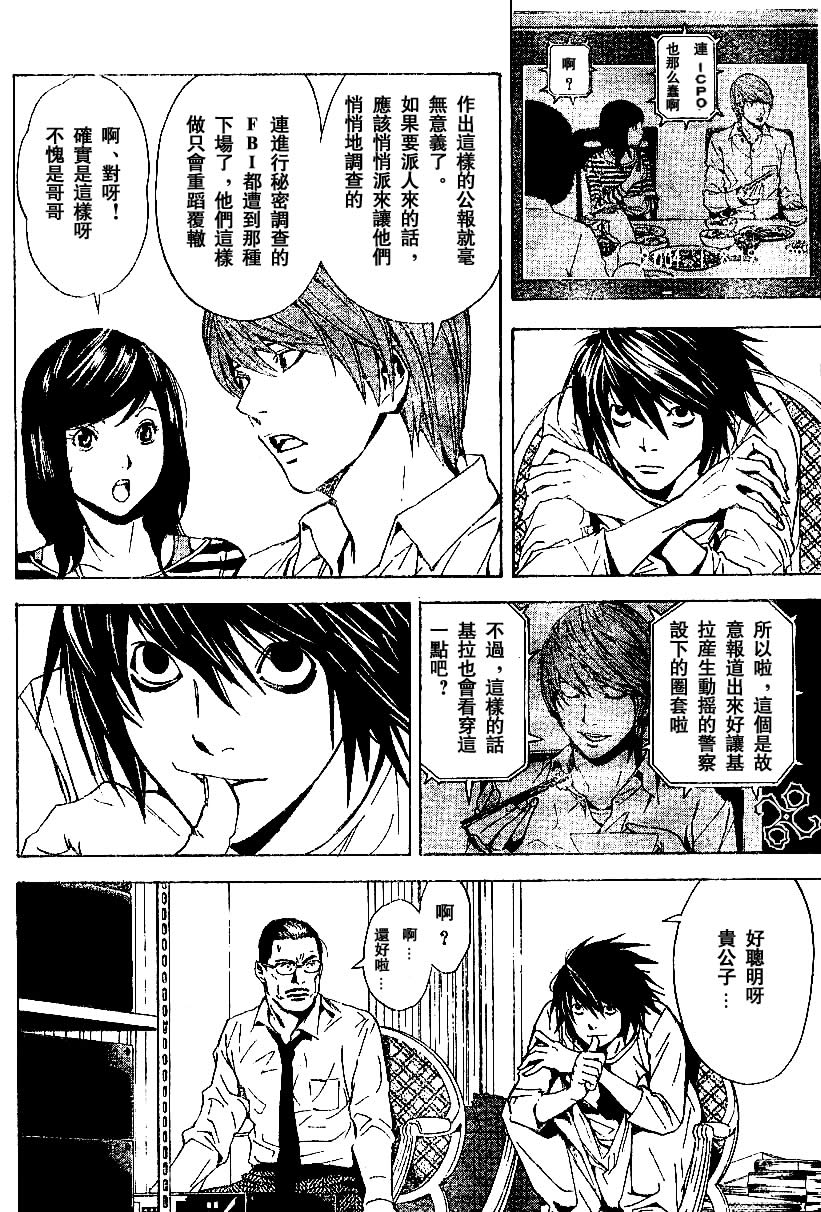 連ICPO
也那么蠢啊
啊?
作出這樣的公報就毫
無意義了。
如果要派人來的話,
應該悄悄派來讓他們
悄悄地調查的
連進行秘密調查的
FBI都遭到那種
下場了,他們這樣
做只會重蹈覆轍
啊、對呀!
確實是這樣呀
不愧是哥哥
所以啦,這個是故
意報道出來好讓基
拉産生動摇的警察
設下的圈套啦
不過,這樣的話
基拉也會看穿這
一點吧?
好聰明呀
貴公子…
啊?
啊…
還好啦…